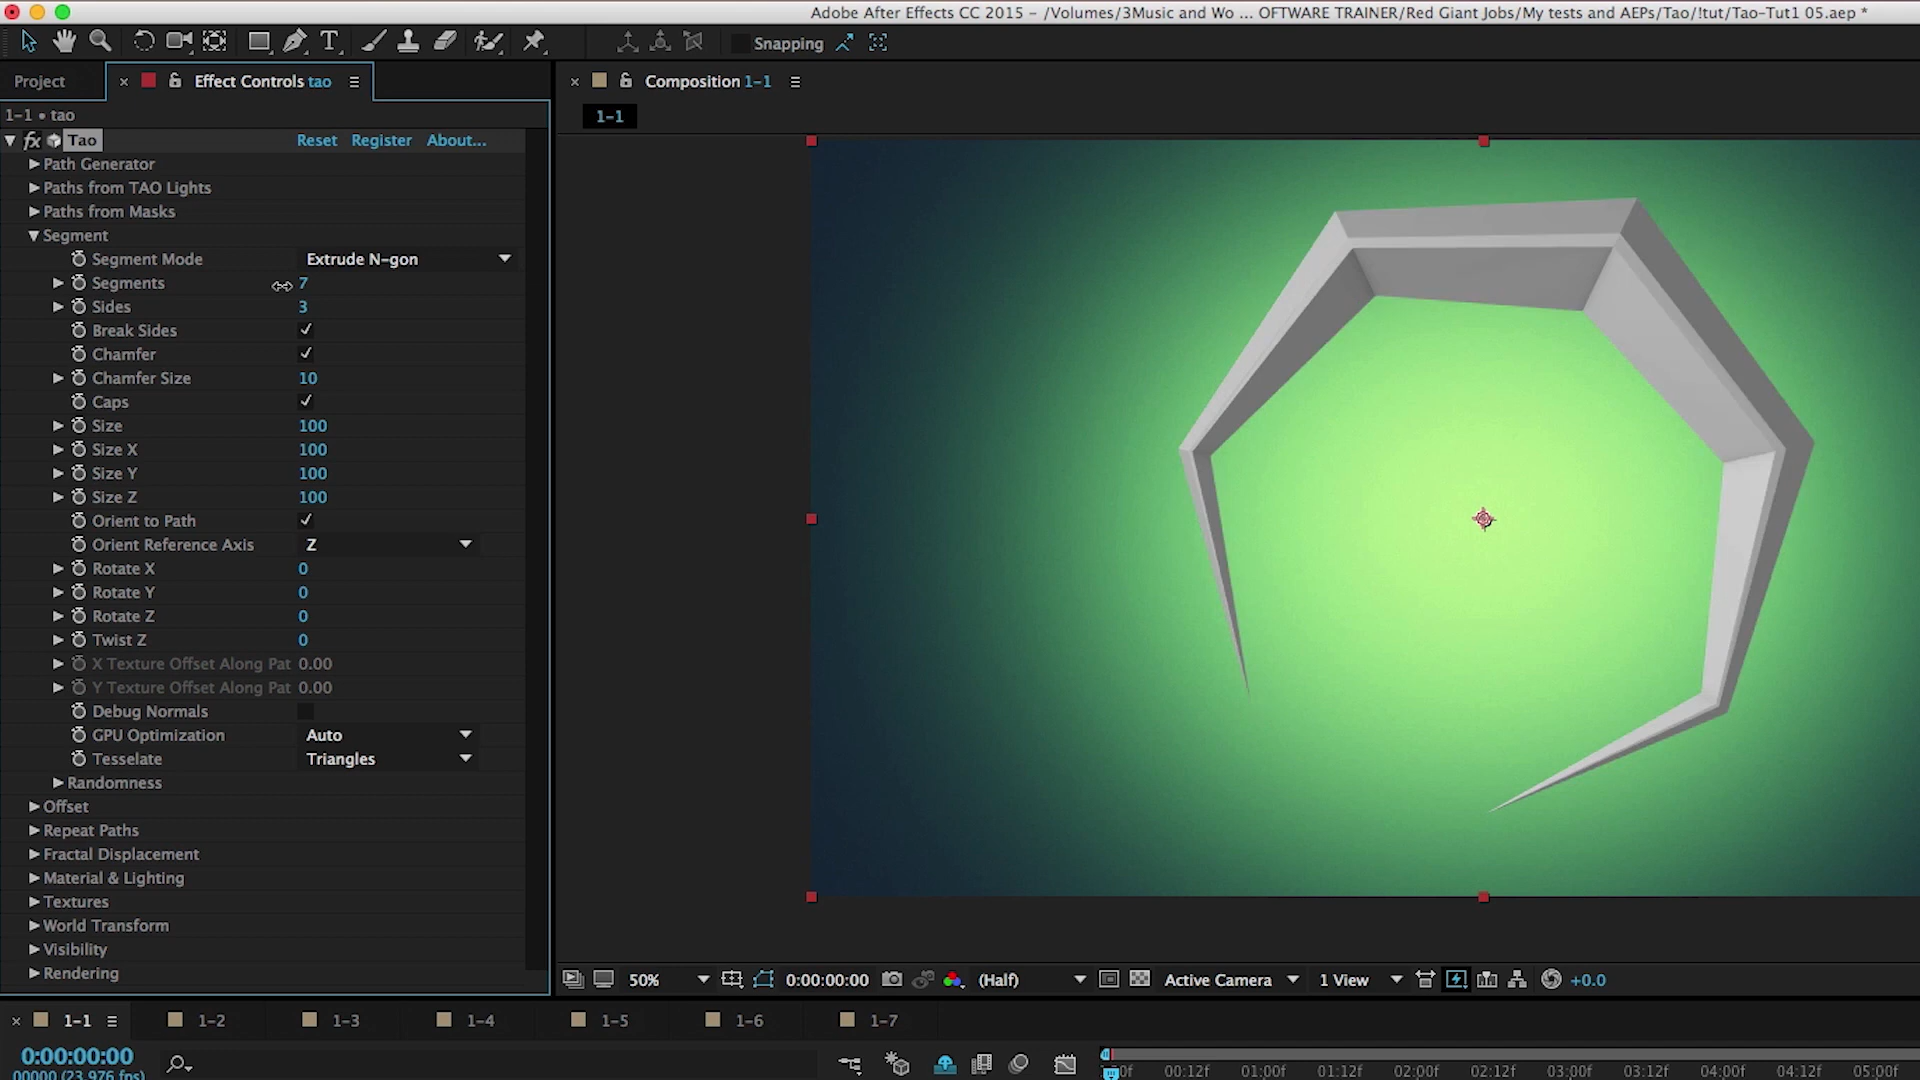 Adobe After Effects CC 2015 - /Volumes/3Music and Wo ... OFTWARE TRAINER/Red Giant Jobs/My tests and AEPs/Tao/!tut/Tao-Tut1 05.aep *
Snapping
Project
Effect Controls tao
Composition 1-1
1-1 • tao
1-1
fx Tao Reset Register About...
Path Generator
Paths from TAO Lights
Paths from Masks
Segment
Segment Mode Extrude N-gon
Segments 7
Sides 3
Break Sides
Chamfer
Chamfer Size 10
Caps
Size 100
Size X 100
Size Y 100
Size Z 100
Orient to Path
Orient Reference Axis Z
Rotate X 0
Rotate Y 0
Rotate Z 0
Twist Z 0
X Texture Offset Along Pat 0.00
Y Texture Offset Along Pat 0.00
Debug Normals
GPU Optimization Auto
Tesselate Triangles
Randomness
Offset
Repeat Paths
Fractal Displacement
Material & Lighting
Textures
World Transform
Visibility
Rendering
50% 0:00:00:00 (Half) Active Camera 1 View +0.0
1-1 1-2 1-3 1-4 1-5 1-6 1-7
0:00:00:00
00000 (23.976 fps)
00:12f 01:00f 01:12f 02:00f 02:12f 03:00f 03:12f 04:00f 04:12f 05:00f